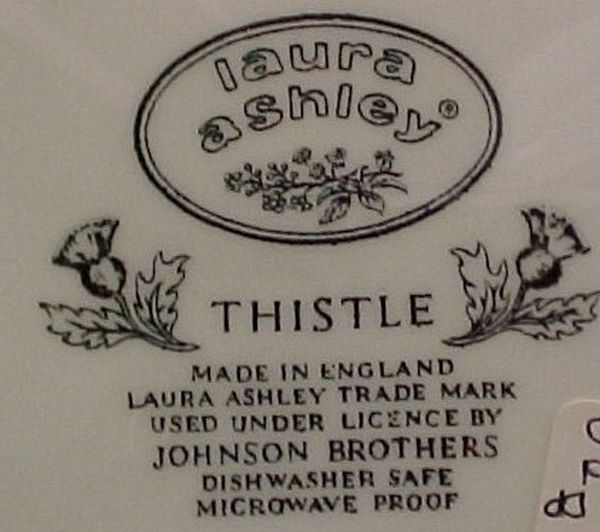 laura
ashley®
THISTLE
MADE IN ENGLAND
LAURA ASHLEY TRADE MARK
USED UNDER LICENCE BY
JOHNSON BROTHERS
DISHWASHER SAFE
MICROWAVE PROOF